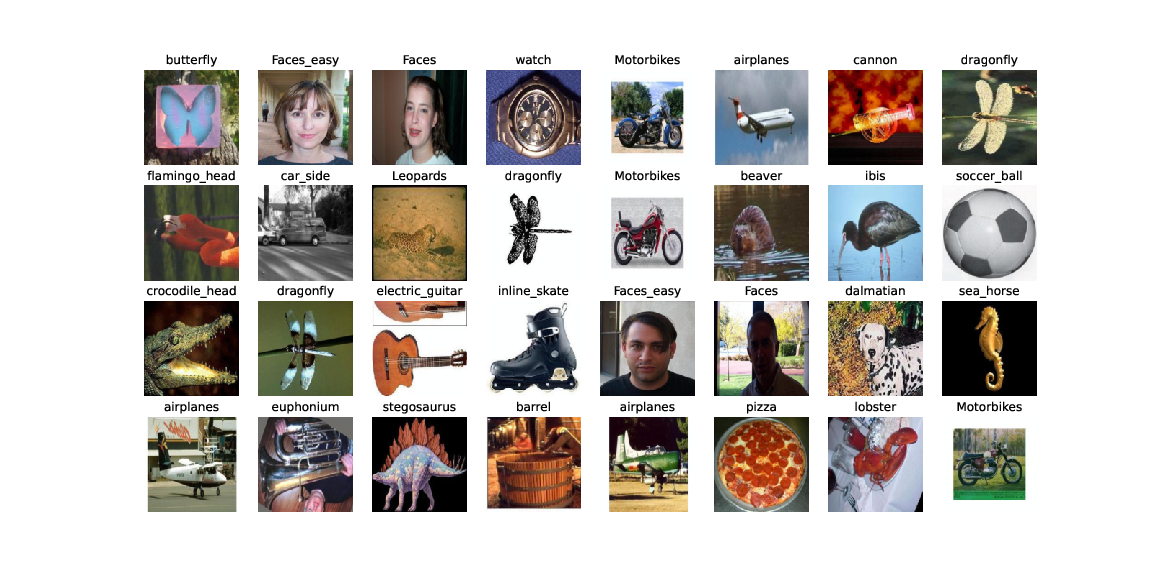 butterfly Faces_easy Faces watch Motorbikes airplanes cannon dragonfly
flamingo_head car_side Leopards dragonfly Motorbikes beaver ibis soccer_ball
crocodile_head dragonfly electric_guitar inline_skate Faces_easy Faces dalmatian sea_horse
airplanes euphonium stegosaurus barrel airplanes pizza lobster Motorbikes